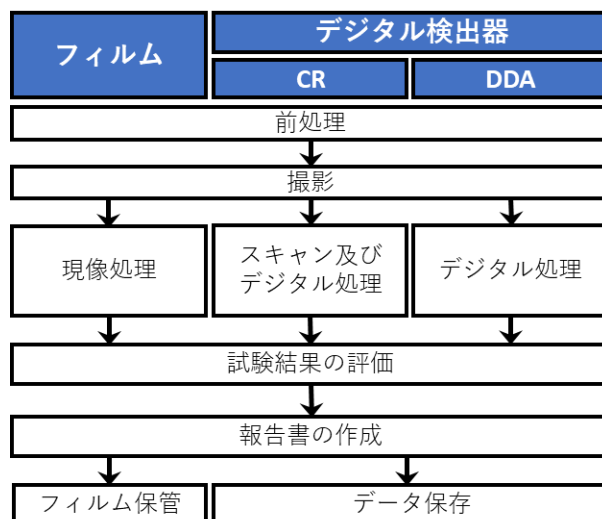 フィルム
デジタル検出器
CR
DDA
前処理
撮影
現像処理
スキャン及び
デジタル処理
デジタル処理
試験結果の評価
報告書の作成
フィルム保管
データ保存